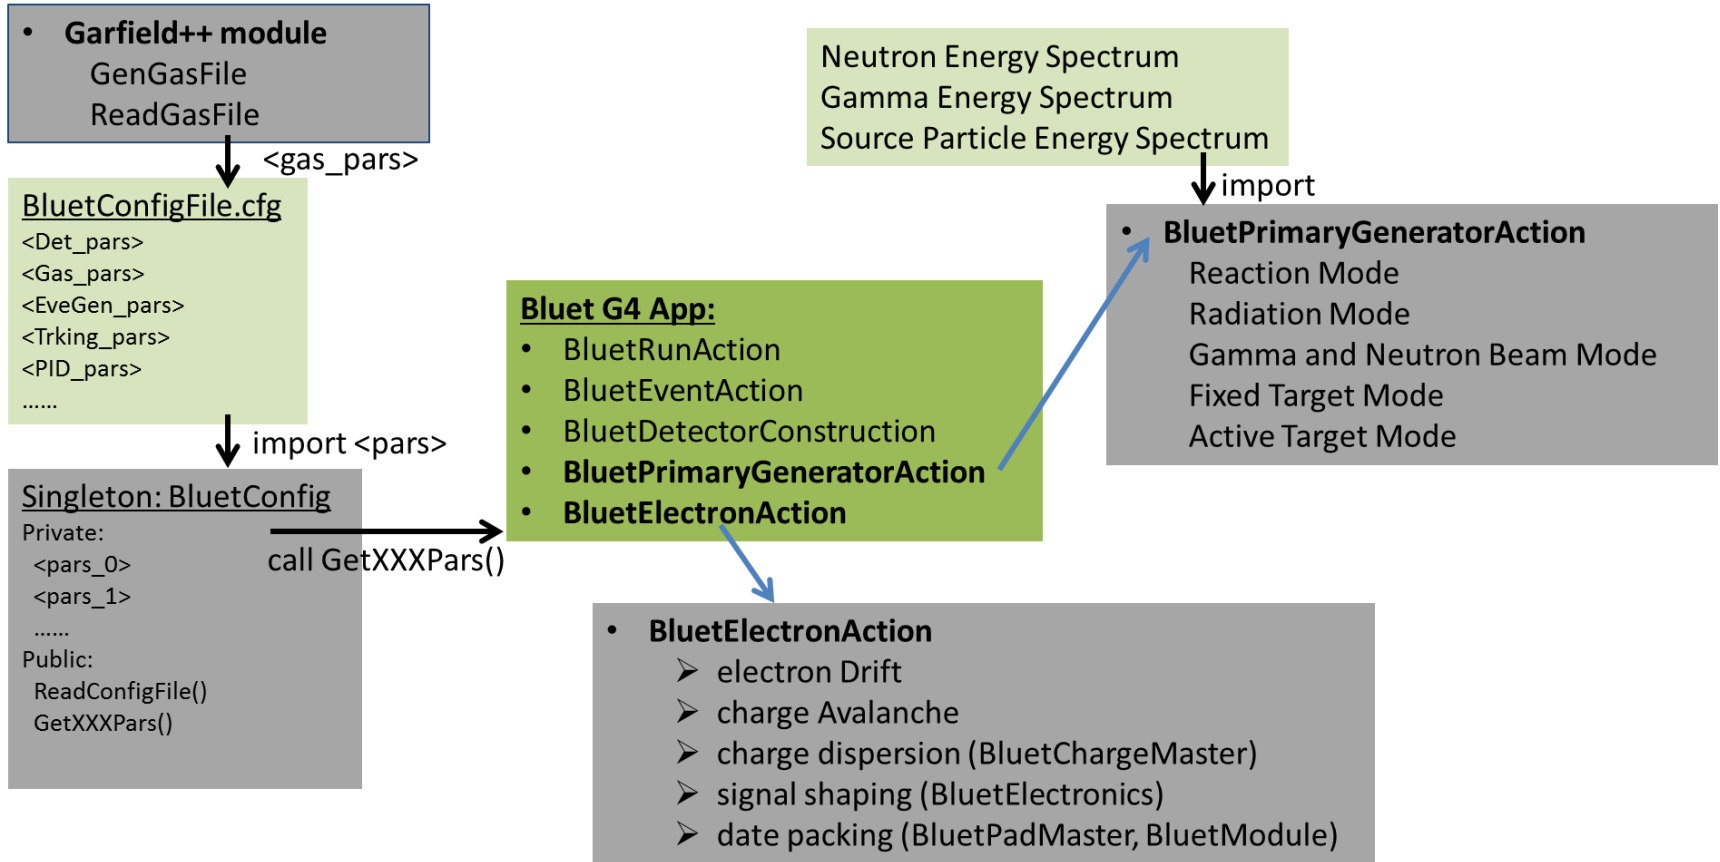 • Garfield++ module
GenGasFile
ReadGasFile
<gas_pars>
BluetConfigFile.cfg
<Det_pars>
<Gas_pars>
<EveGen_pars>
<Trking_pars>
<PID_pars>
......
import <pars>
Singleton: BluetConfig
Private:
<pars_0>
<pars_1>
......
Public:
ReadConfigFile()
GetXXXPars()
call GetXXXPars()
Bluet G4 App:
• BluetRunAction
• BluetEventAction
• BluetDetectorConstruction
• BluetPrimaryGeneratorAction
• BluetElectronAction
Neutron Energy Spectrum
Gamma Energy Spectrum
Source Particle Energy Spectrum
import
• BluetPrimaryGeneratorAction
Reaction Mode
Radiation Mode
Gamma and Neutron Beam Mode
Fixed Target Mode
Active Target Mode
• BluetElectronAction
➢ electron Drift
➢ charge Avalanche
➢ charge dispersion (BluetChargeMaster)
➢ signal shaping (BluetElectronics)
➢ date packing (BluetPadMaster, BluetModule)